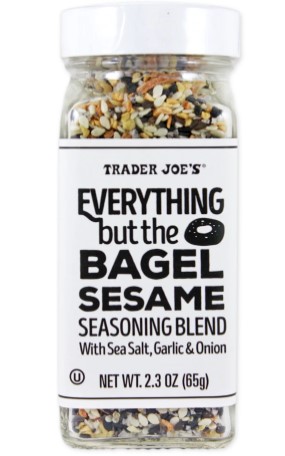 TRADER JOE'S®
EVERYTHING
but the
BAGEL
SESAME
SEASONING BLEND
With Sea Salt, Garlic & Onion
U NET WT. 2.3 OZ (65g)